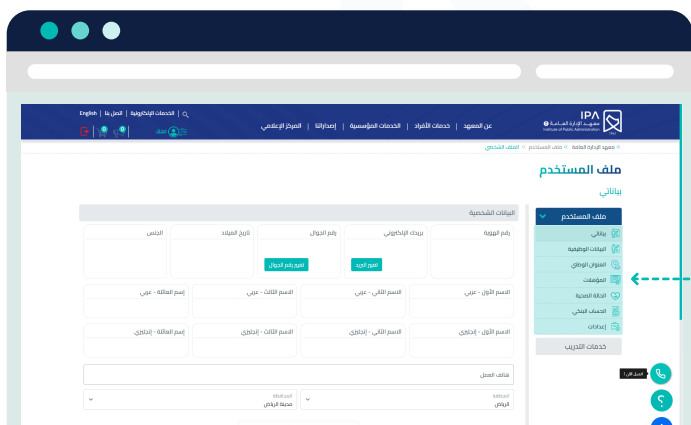 الخدمات الإلكترونية | اتصل بنا | English
IPA
معهد الإدارة العامة
Institute of Public Administration
عن المعهد | خدمات الأفراد | الخدمات المؤسسية | إصداراتنا | المركز الإعلامي
0 0
معهد الإدارة العامة » ملف المستخدم » الملف الشخصي
ملف المستخدم
بياناتي
ملف المستخدم
بياناتي
البيانات الوظيفية
العنوان الوطني
المؤهلات
الحالة الصحية
الحساب البنكي
إعدادات
خدمات التدريب
البيانات الشخصية
رقم الهوية
بريدك الإلكتروني
رقم الجوال
تاريخ الميلاد
الجنس
تغيير البريد
تغيير رقم الجوال
الاسم الأول - عربي
الاسم الثاني - عربي
الاسم الثالث - عربي
إسم العائلة - عربي
الاسم الأول - إنجليزي
الاسم الثاني - إنجليزي
الاسم الثالث - إنجليزي
إسم العائلة - إنجليزي
هاتف العمل
المنطقة
الرياض
المحافظة
مدينة الرياض
اتصل الآن !
؟